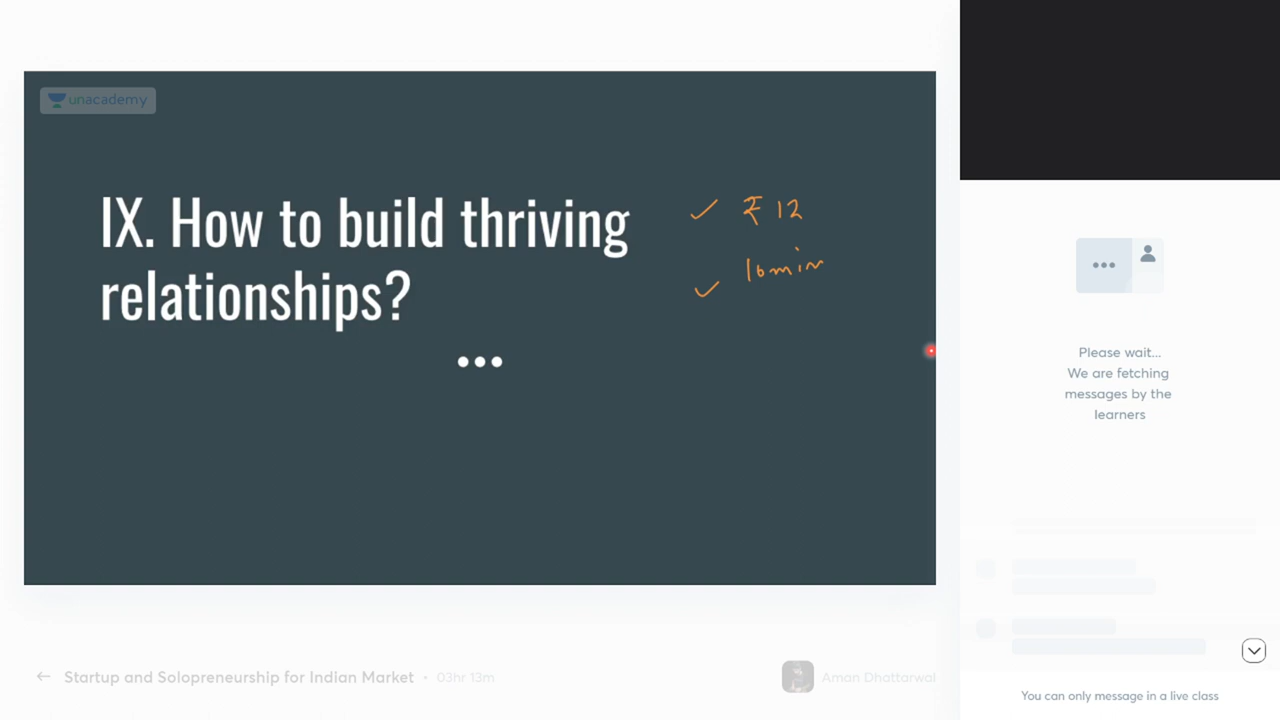 unacademy
IX. How to build thriving
relationships?
✓ ₹12
✓ 10min
Please wait...
We are fetching
messages by the
learners
← Startup and Solopreneurship for Indian Market • 03hr 13m
Aman Dhattarwal
You can only message in a live class